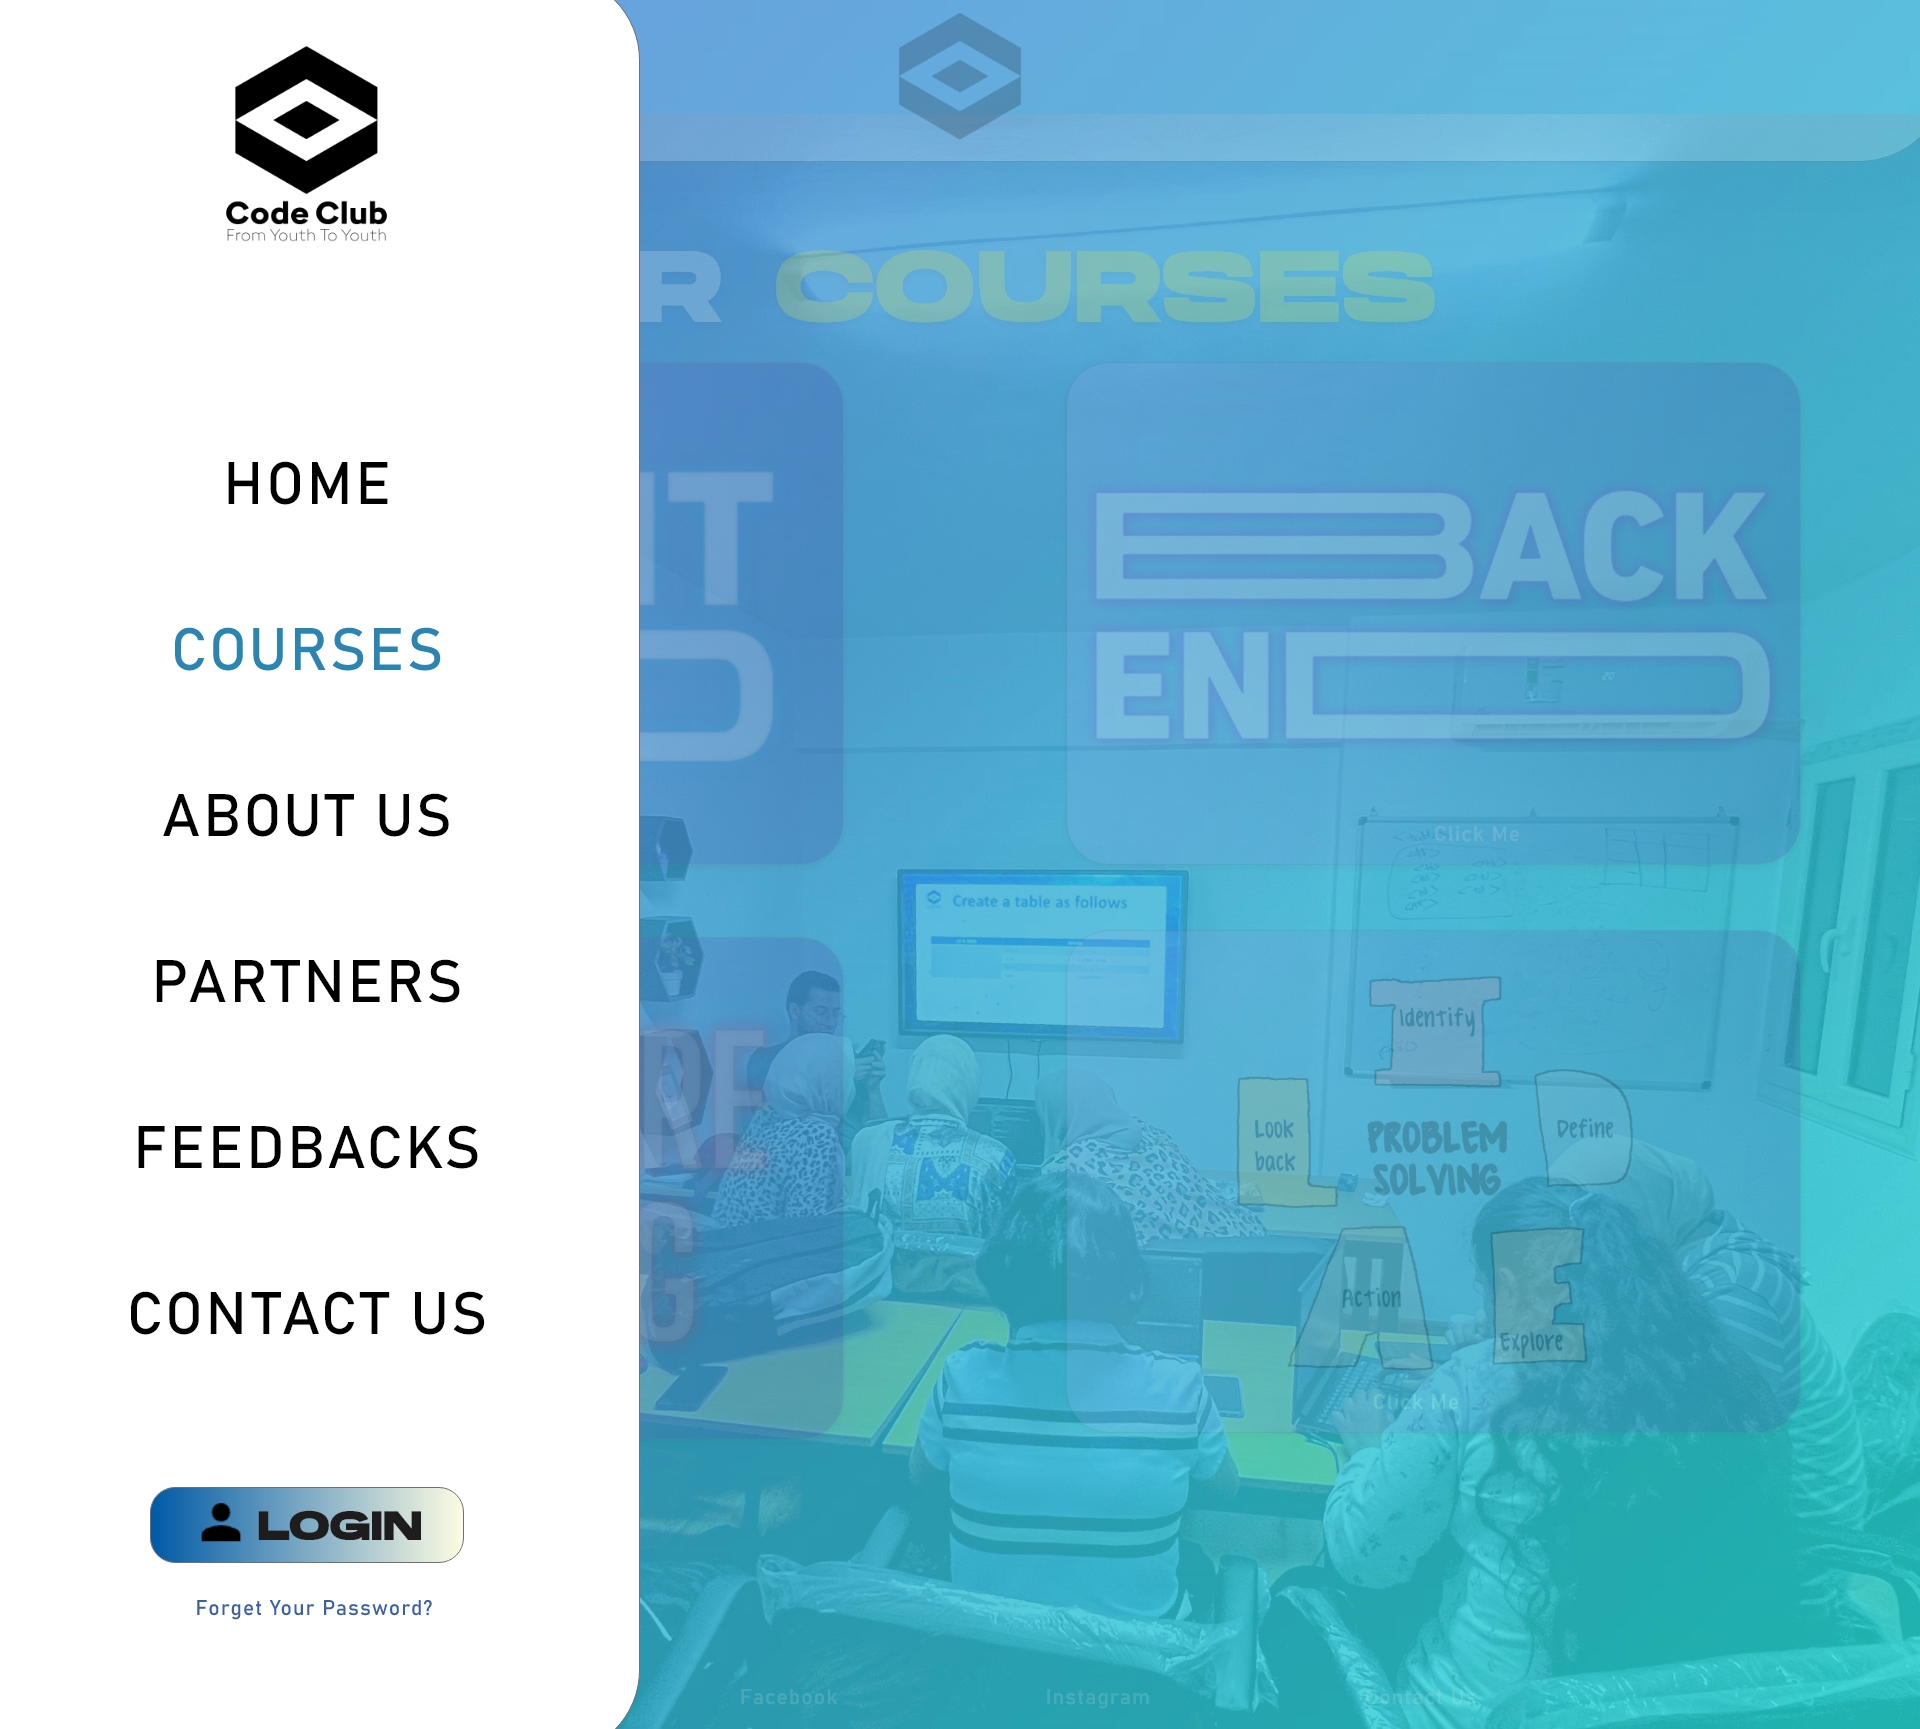 Code Club
From Youth To Youth
HOME
COURSES
ABOUT US
PARTNERS
FEEDBACKS
CONTACT US
LOGIN
Forget Your Password?
R COURSES
NT
D
BACK
END
Click Me
20
Create a table as follows
RE
G
Identify
Look
back
PROBLEM
SOLVING
Define
Action
Explore
Click Me
Facebook
Instagram
Contact Us